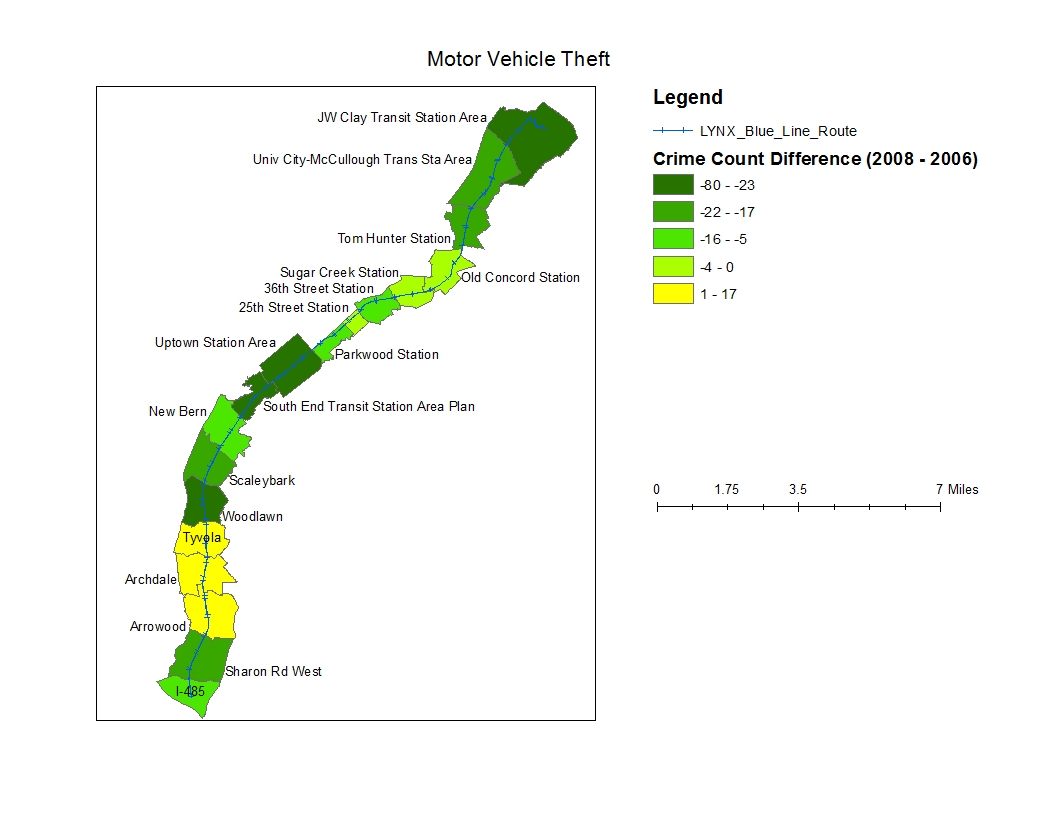 Motor Vehicle Theft
JW Clay Transit Station Area
Univ City-McCullough Trans Sta Area
Tom Hunter Station
Sugar Creek Station
Old Concord Station
36th Street Station
25th Street Station
Uptown Station Area
Parkwood Station
South End Transit Station Area Plan
New Bern
Scaleybark
Woodlawn
Tyvola
Archdale
Arrowood
Sharon Rd West
I-485
Legend
LYNX_Blue_Line_Route
Crime Count Difference (2008 - 2006)
-80 - -23
-22 - -17
-16 - -5
-4 - 0
1 - 17
0 1.75 3.5 7 Miles